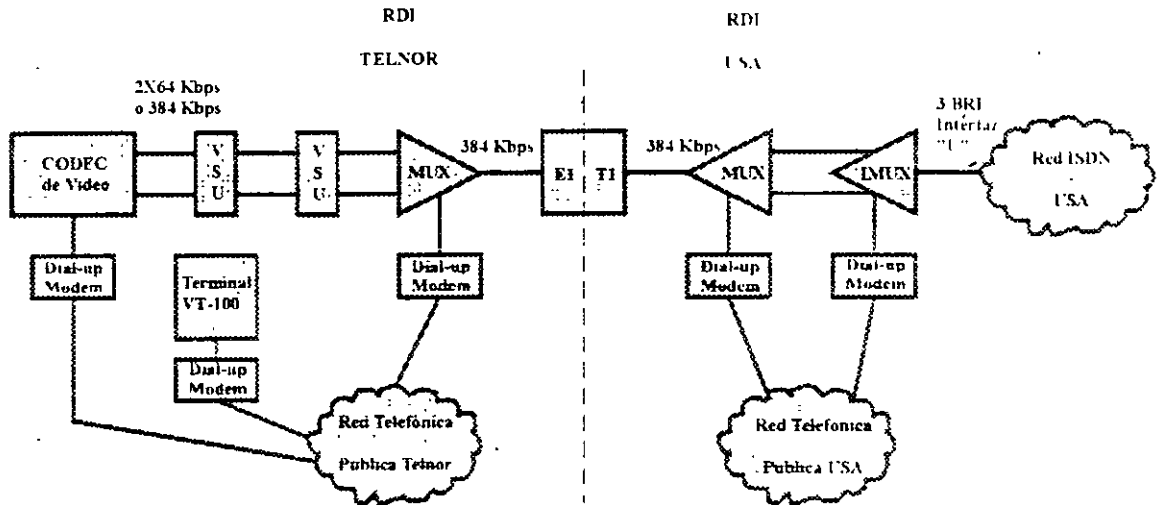 RDI
TELNOR
RDI
USA
2X64 Kbps
o 384 Kbps
CODEC
de Video
V
S
U
V
S
U
MUX
384 Kbps
E1
T1
384 Kbps
MUX
IMUX
3 BRI
Interfaz
"U"
Red ISDN
USA
Dial-up
Modem
Terminal
VT-100
Dial-up
Modem
Dial-up
Modem
Dial-up
Modem
Dial-up
Modem
Red Telefónica
Publica Telnor
Red Telefonica
Publica USA